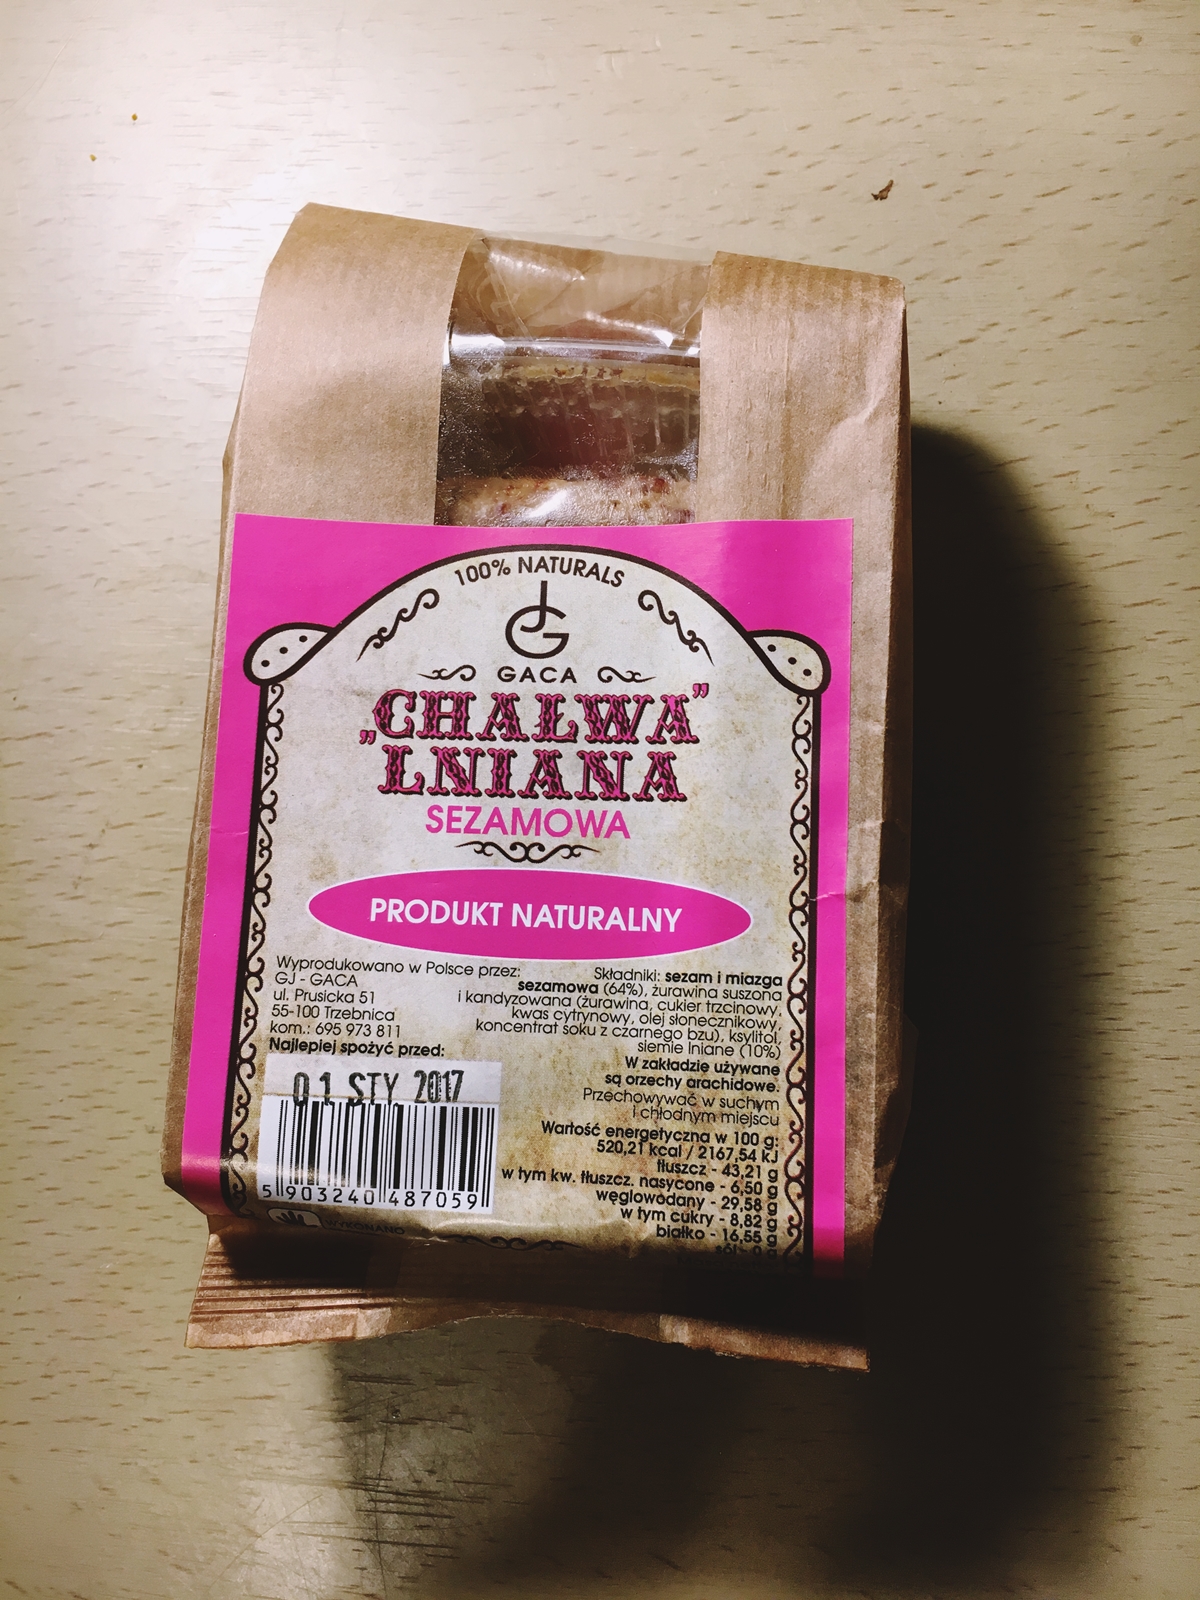 100% NATURALS
GACA
„CHAŁWA”
LNIANA
SEZAMOWA
PRODUKT NATURALNY
Wyprodukowano w Polsce przez:
GJ - GACA
ul. Prusicka 51
55-100 Trzebnica
kom.: 695 973 811
Najlepiej spożyć przed:
01 STY 2017
5 903240 487059
WYKONANO
Składniki: sezam i miazga
sezamowa (64%), żurawina suszona
i kandyzowana (żurawina, cukier trzcinowy,
kwas cytrynowy, olej słonecznikowy,
koncentrat soku z czarnego bzu), ksylitol,
siemie lniane (10%)
W zakładzie używane
są orzechy arachidowe.
Przechowywać w suchym
i chłodnym miejscu
Wartość energetyczna w 100 g:
520,21 kcal / 2167,54 kJ
tłuszcz - 43,21 g
w tym kw. tłuszcz. nasycone - 6,50 g
węglowodany - 29,58 g
w tym cukry - 8,82 g
białko - 16,55 g
sól - 0 g